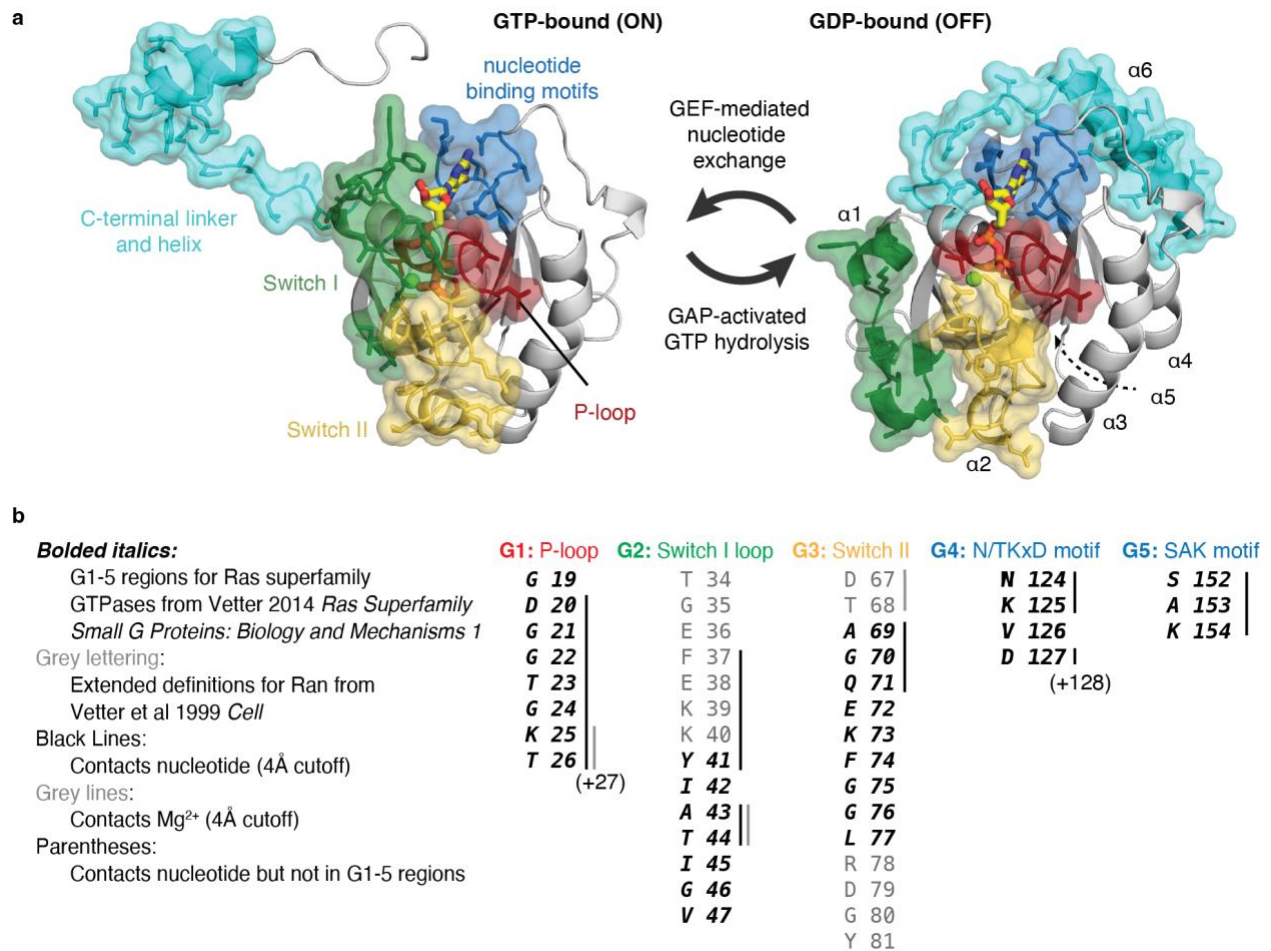 a
GTP-bound (ON)
GDP-bound (OFF)
nucleotide
binding motifs
C-terminal linker
and helix
Switch I
Switch II
P-loop
GEF-mediated
nucleotide
exchange
GAP-activated
GTP hydrolysis
α6
α1
α4
α5
α3
α2
b
Bolded italics:
G1-5 regions for Ras superfamily
GTPases from Vetter 2014 Ras Superfamily
Small G Proteins: Biology and Mechanisms 1
Grey lettering:
Extended definitions for Ran from
Vetter et al 1999 Cell
Black Lines:
Contacts nucleotide (4Å cutoff)
Grey lines:
Contacts Mg²⁺ (4Å cutoff)
Parentheses:
Contacts nucleotide but not in G1-5 regions
G1: P-loop
G 19
D 20
G 21
G 22
T 23
G 24
K 25
T 26
(+27)
G2: Switch I loop
T 34
G 35
E 36
F 37
E 38
K 39
K 40
Y 41
I 42
A 43
T 44
I 45
G 46
V 47
G3: Switch II
D 67
T 68
A 69
G 70
Q 71
E 72
K 73
F 74
G 75
G 76
L 77
R 78
D 79
G 80
Y 81
G4: N/TKxD motif
N 124
K 125
V 126
D 127
(+128)
G5: SAK motif
S 152
A 153
K 154